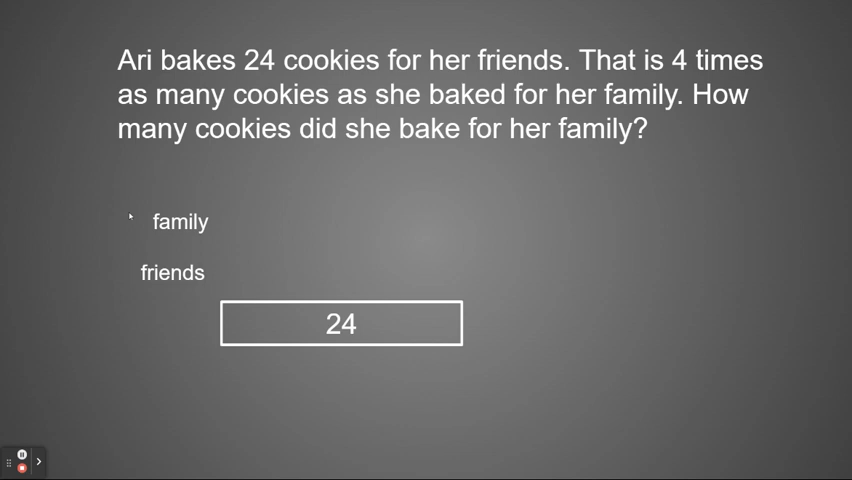 Ari bakes 24 cookies for her friends. That is 4 times
as many cookies as she baked for her family. How
many cookies did she bake for her family?
family
friends
24